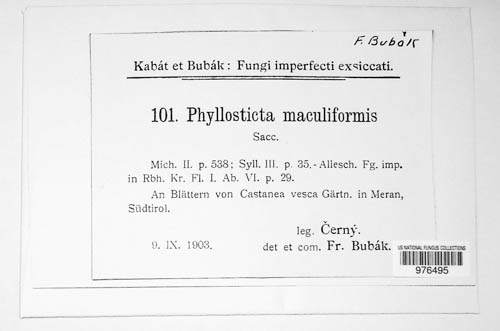 F. Bubák
Kabát et Bubák: Fungi imperfecti exsiccati.
101. Phyllosticta maculiformis
Sacc.
Mich. II. p. 538; Syll. III. p. 35.- Allesch. Fg. imp.
in Rbh. Kr. Fl. I. Ab. VI. p. 29.
An Blättern von Castanea vesca Gärtn. in Meran,
Südtirol.
leg. Černý.
9. IX. 1903.
det et com. Fr. Bubák.
US NATIONAL FUNGUS COLLECTIONS
976495